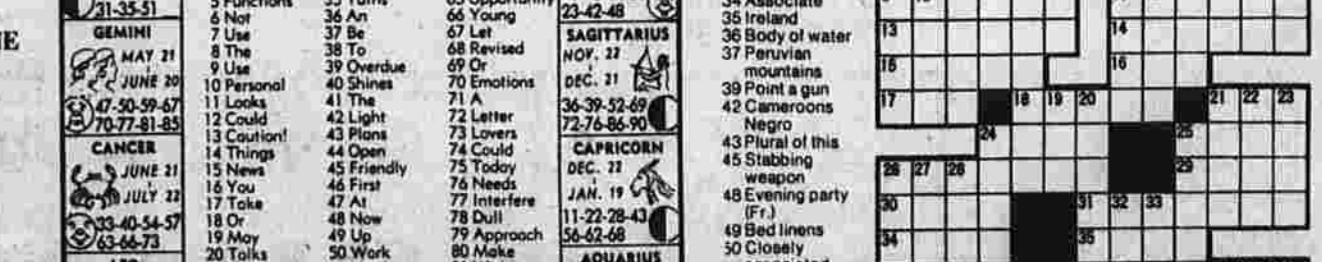 31-35-51
GEMINI
MAY 21
JUNE 20
47-50-59-67
70-77-81-85
CANCER
JUNE 21
JULY 22
33-40-54-57
63-66-73
5 Functions
6 Not
7 Use
8 The
9 Use
10 Personal
11 Looks
12 Could
13 Caution!
14 Things
15 News
16 You
17 Take
18 Or
19 May
20 Talks
36 An
37 Be
38 To
39 Overdue
40 Shines
41 The
42 Light
43 Plans
44 Open
45 Friendly
46 First
47 At
48 Now
49 Up
50 Work
66 Young
67 Let
68 Revised
69 Or
70 Emotions
71 A
72 Letter
73 Lovers
74 Could
75 Today
76 Needs
77 Interfere
78 Dull
79 Approach
80 Make
23-42-48
SAGITTARIUS
NOV. 22
DEC. 21
36-39-52-69
72-76-86-90
CAPRICORN
DEC. 22
JAN. 19
11-22-28-43
56-62-68
AQUARIUS
34 Associate
35 Ireland
36 Body of water
37 Peruvian
mountains
39 Point a gun
42 Cameroons
Negro
43 Plural of this
45 Stabbing
weapon
48 Evening party
(Fr.)
49 Bed linens
50 Closely
13
14
15
16
17
18 19 20
21 22 23
24
25
26 27 28
29
30
31 32 33
34
35